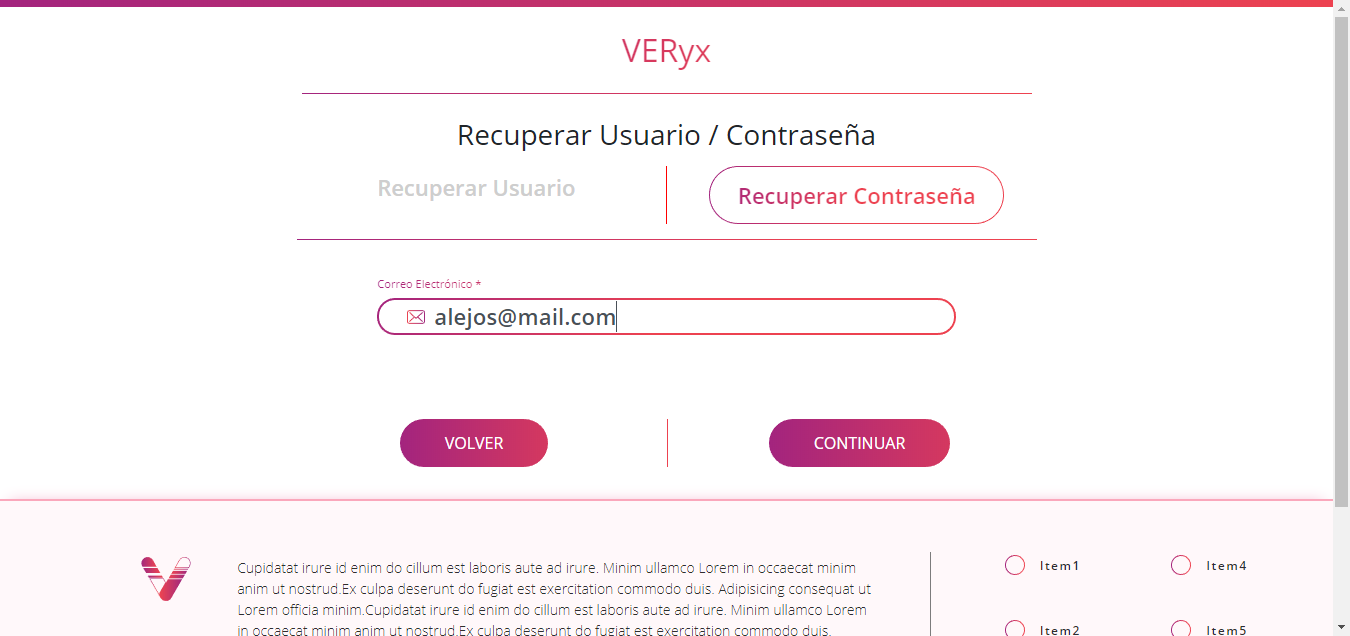 VERyx
Recuperar Usuario / Contraseña
Recuperar Usuario
Recuperar Contraseña
Correo Electrónico *
alejos@mail.com
VOLVER
CONTINUAR
Cupidatat irure id enim do cillum est laboris aute ad irure. Minim ullamco Lorem in occaecat minim
anim ut nostrud.Ex culpa deserunt do fugiat est exercitation commodo duis. Adipisicing consequat ut
Lorem officia minim.Cupidatat irure id enim do cillum est laboris aute ad irure. Minim ullamco Lorem
in occaecat minim anim ut nostrud.Ex culpa deserunt do fugiat est exercitation commodo duis.
Item1
Item4
Item2
Item5